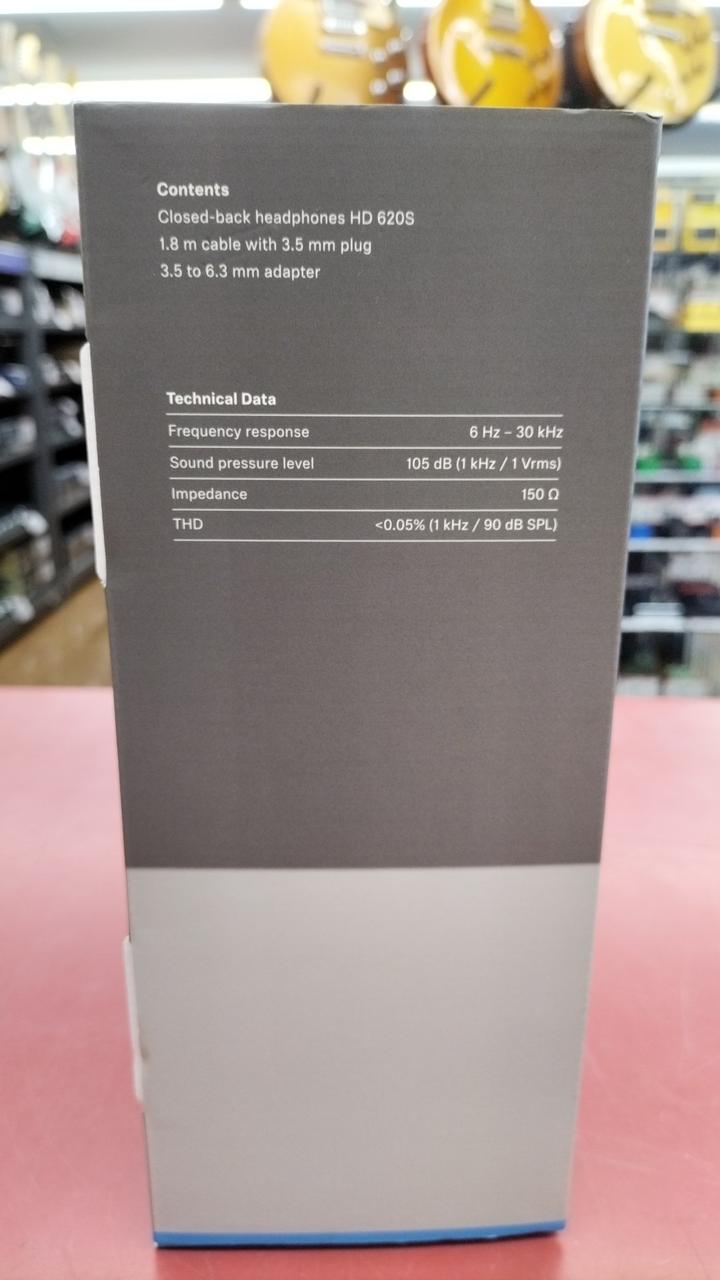 Contents
Closed-back headphones HD 620S
1.8 m cable with 3.5 mm plug
3.5 to 6.3 mm adapter
Technical Data
Frequency response 6 Hz – 30 kHz
Sound pressure level 105 dB (1 kHz / 1 Vrms)
Impedance 150 Ω
THD <0.05% (1 kHz / 90 dB SPL)